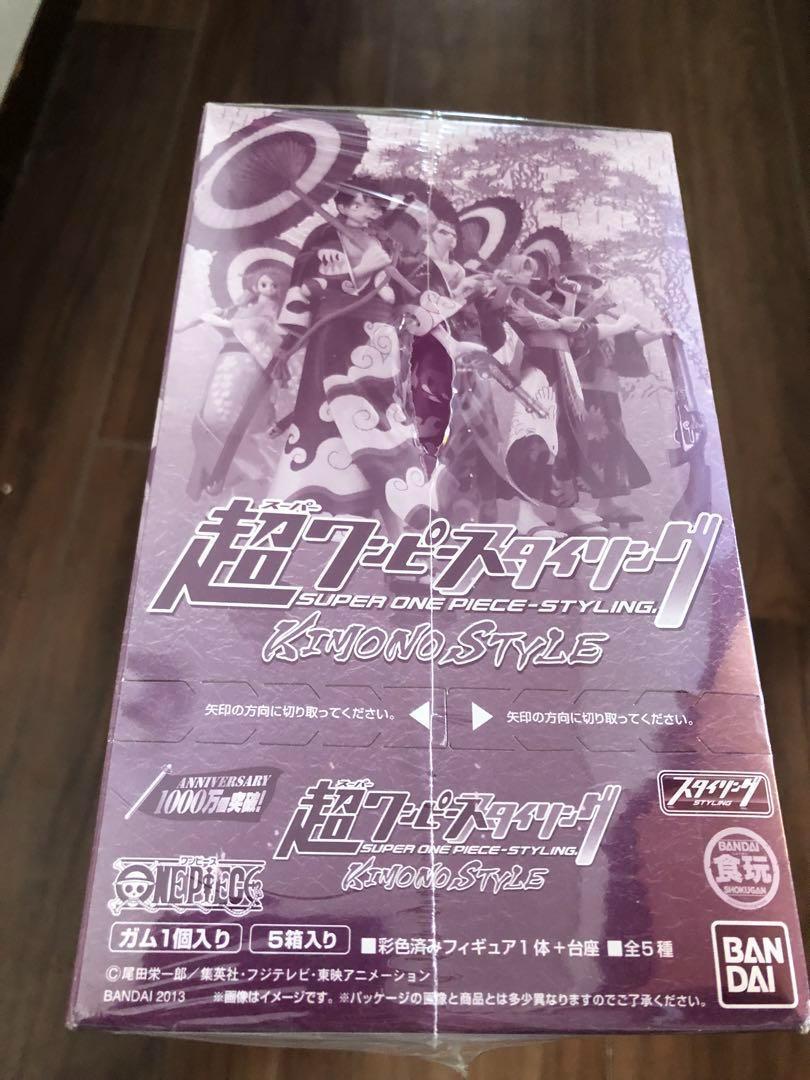 スーパー
超ワンピーススタイリング
SUPER ONE PIECE-STYLING.
KIMONO STYLE
矢印の方向に切り取ってください。 ◀ ▶ 矢印の方向に切り取ってください。
ANNIVERSARY
1000万個突破!
スーパー
超ワンピーススタイリング
SUPER ONE PIECE-STYLING.
KIMONO STYLE
スタイリング
STYLING
BANDAI
食玩
SHOKUGAN
ワンピース
ONE PIECE
ガム1個入り 5箱入り ■彩色済みフィギュア1体+台座 ■全5種
BAN
DAI
©尾田栄一郎/集英社・フジテレビ・東映アニメーション
BANDAI 2013 ※画像はイメージです。※パッケージの画像と商品とは多少異なりますのでご了承ください。